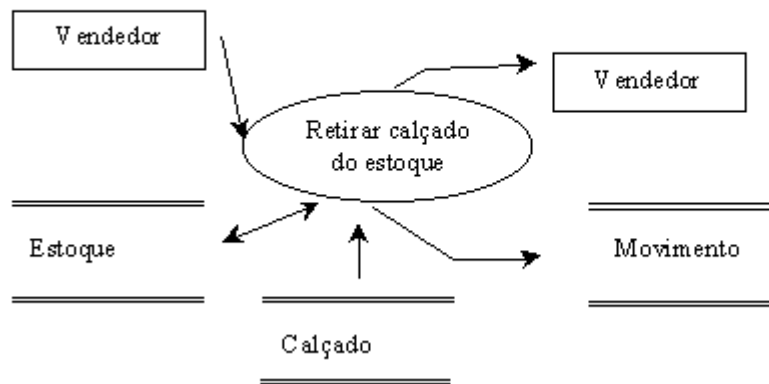 Vendedor
Vendedor
Retirar calçado
do estoque
Estoque
Movimento
Calçado